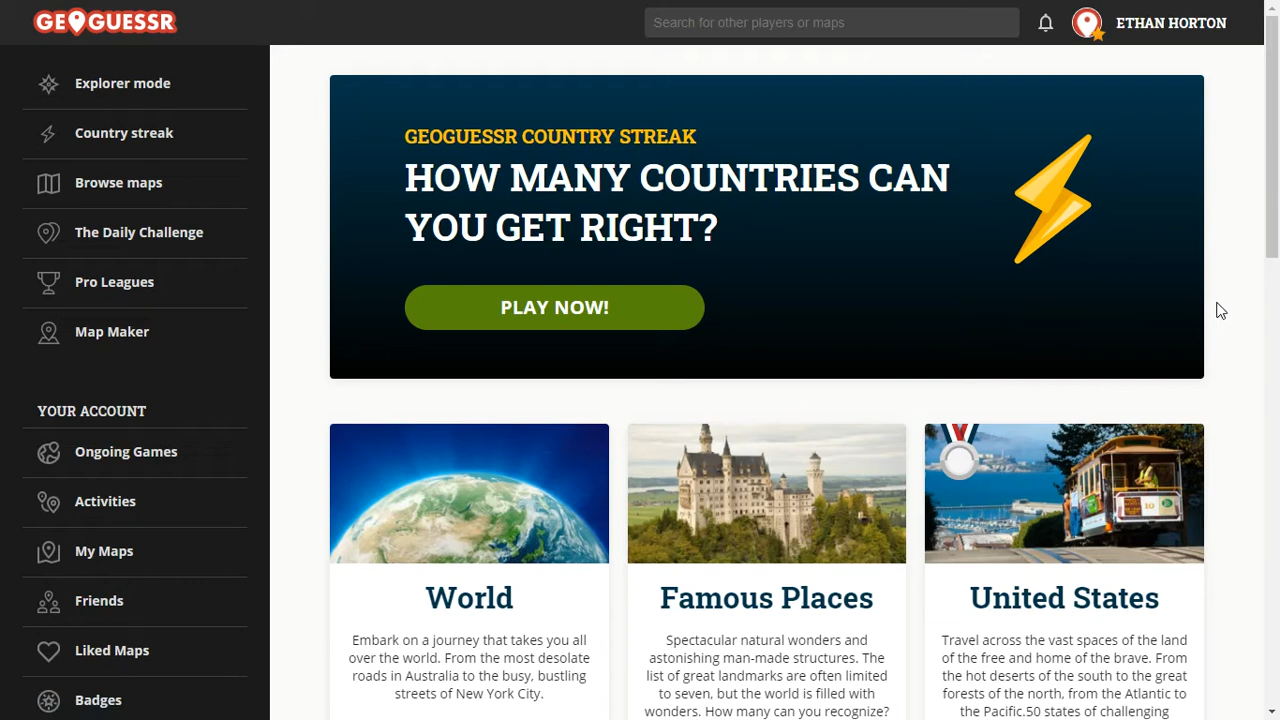 GEOGUESSR
Search for other players or maps
ETHAN HORTON
Explorer mode
Country streak
Browse maps
The Daily Challenge
Pro Leagues
Map Maker
YOUR ACCOUNT
Ongoing Games
Activities
My Maps
Friends
Liked Maps
Badges
GEOGUESSR COUNTRY STREAK
HOW MANY COUNTRIES CAN
YOU GET RIGHT?
PLAY NOW!
World
Embark on a journey that takes you all
over the world. From the most desolate
roads in Australia to the busy, bustling
streets of New York City.
Famous Places
Spectacular natural wonders and
astonishing man-made structures. The
list of great landmarks are often limited
to seven, but the world is filled with
wonders. How many can you recognize?
10
United States
Travel across the vast spaces of the land
of the free and home of the brave. From
the hot deserts of the south to the great
forests of the north, from the Atlantic to
the Pacific.50 states of challenging